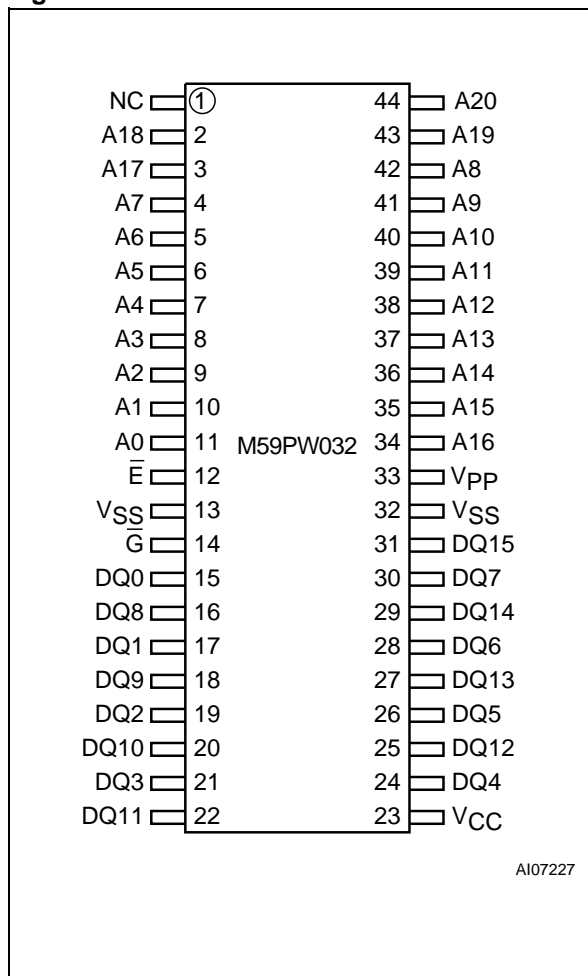 NC 1 44 A20
A18 2 43 A19
A17 3 42 A8
A7 4 41 A9
A6 5 40 A10
A5 6 39 A11
A4 7 38 A12
A3 8 37 A13
A2 9 36 A14
A1 10 35 A15
A0 11 M59PW032 34 A16
E̅ 12 33 VPP
VSS 13 32 VSS
G̅ 14 31 DQ15
DQ0 15 30 DQ7
DQ8 16 29 DQ14
DQ1 17 28 DQ6
DQ9 18 27 DQ13
DQ2 19 26 DQ5
DQ10 20 25 DQ12
DQ3 21 24 DQ4
DQ11 22 23 VCC
AI07227